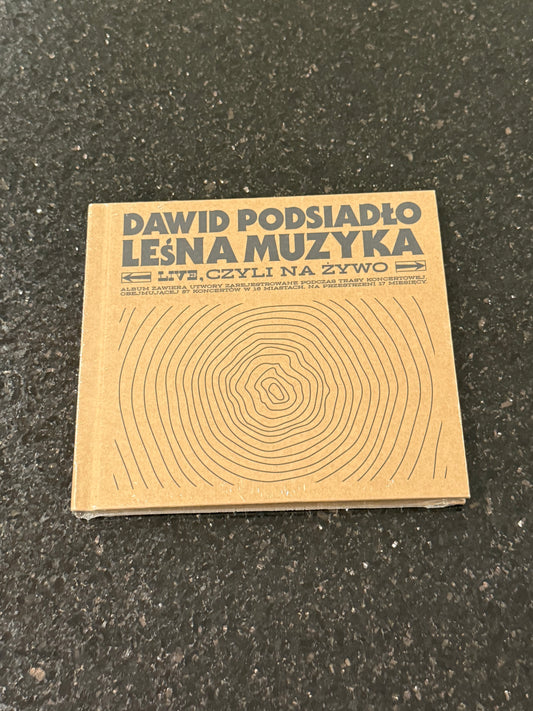 DAWID PODSIADŁO
LEŚNA MUZYKA
LIVE, CZYLI NA ŻYWO
ALBUM ZAWIERA UTWORY ZAREJESTROWANE PODCZAS TRASY KONCERTOWEJ,
OBEJMUJĄCEJ 27 KONCERTÓW W 16 MIASTACH, NA PRZESTRZENI 17 MIESIĘCY.